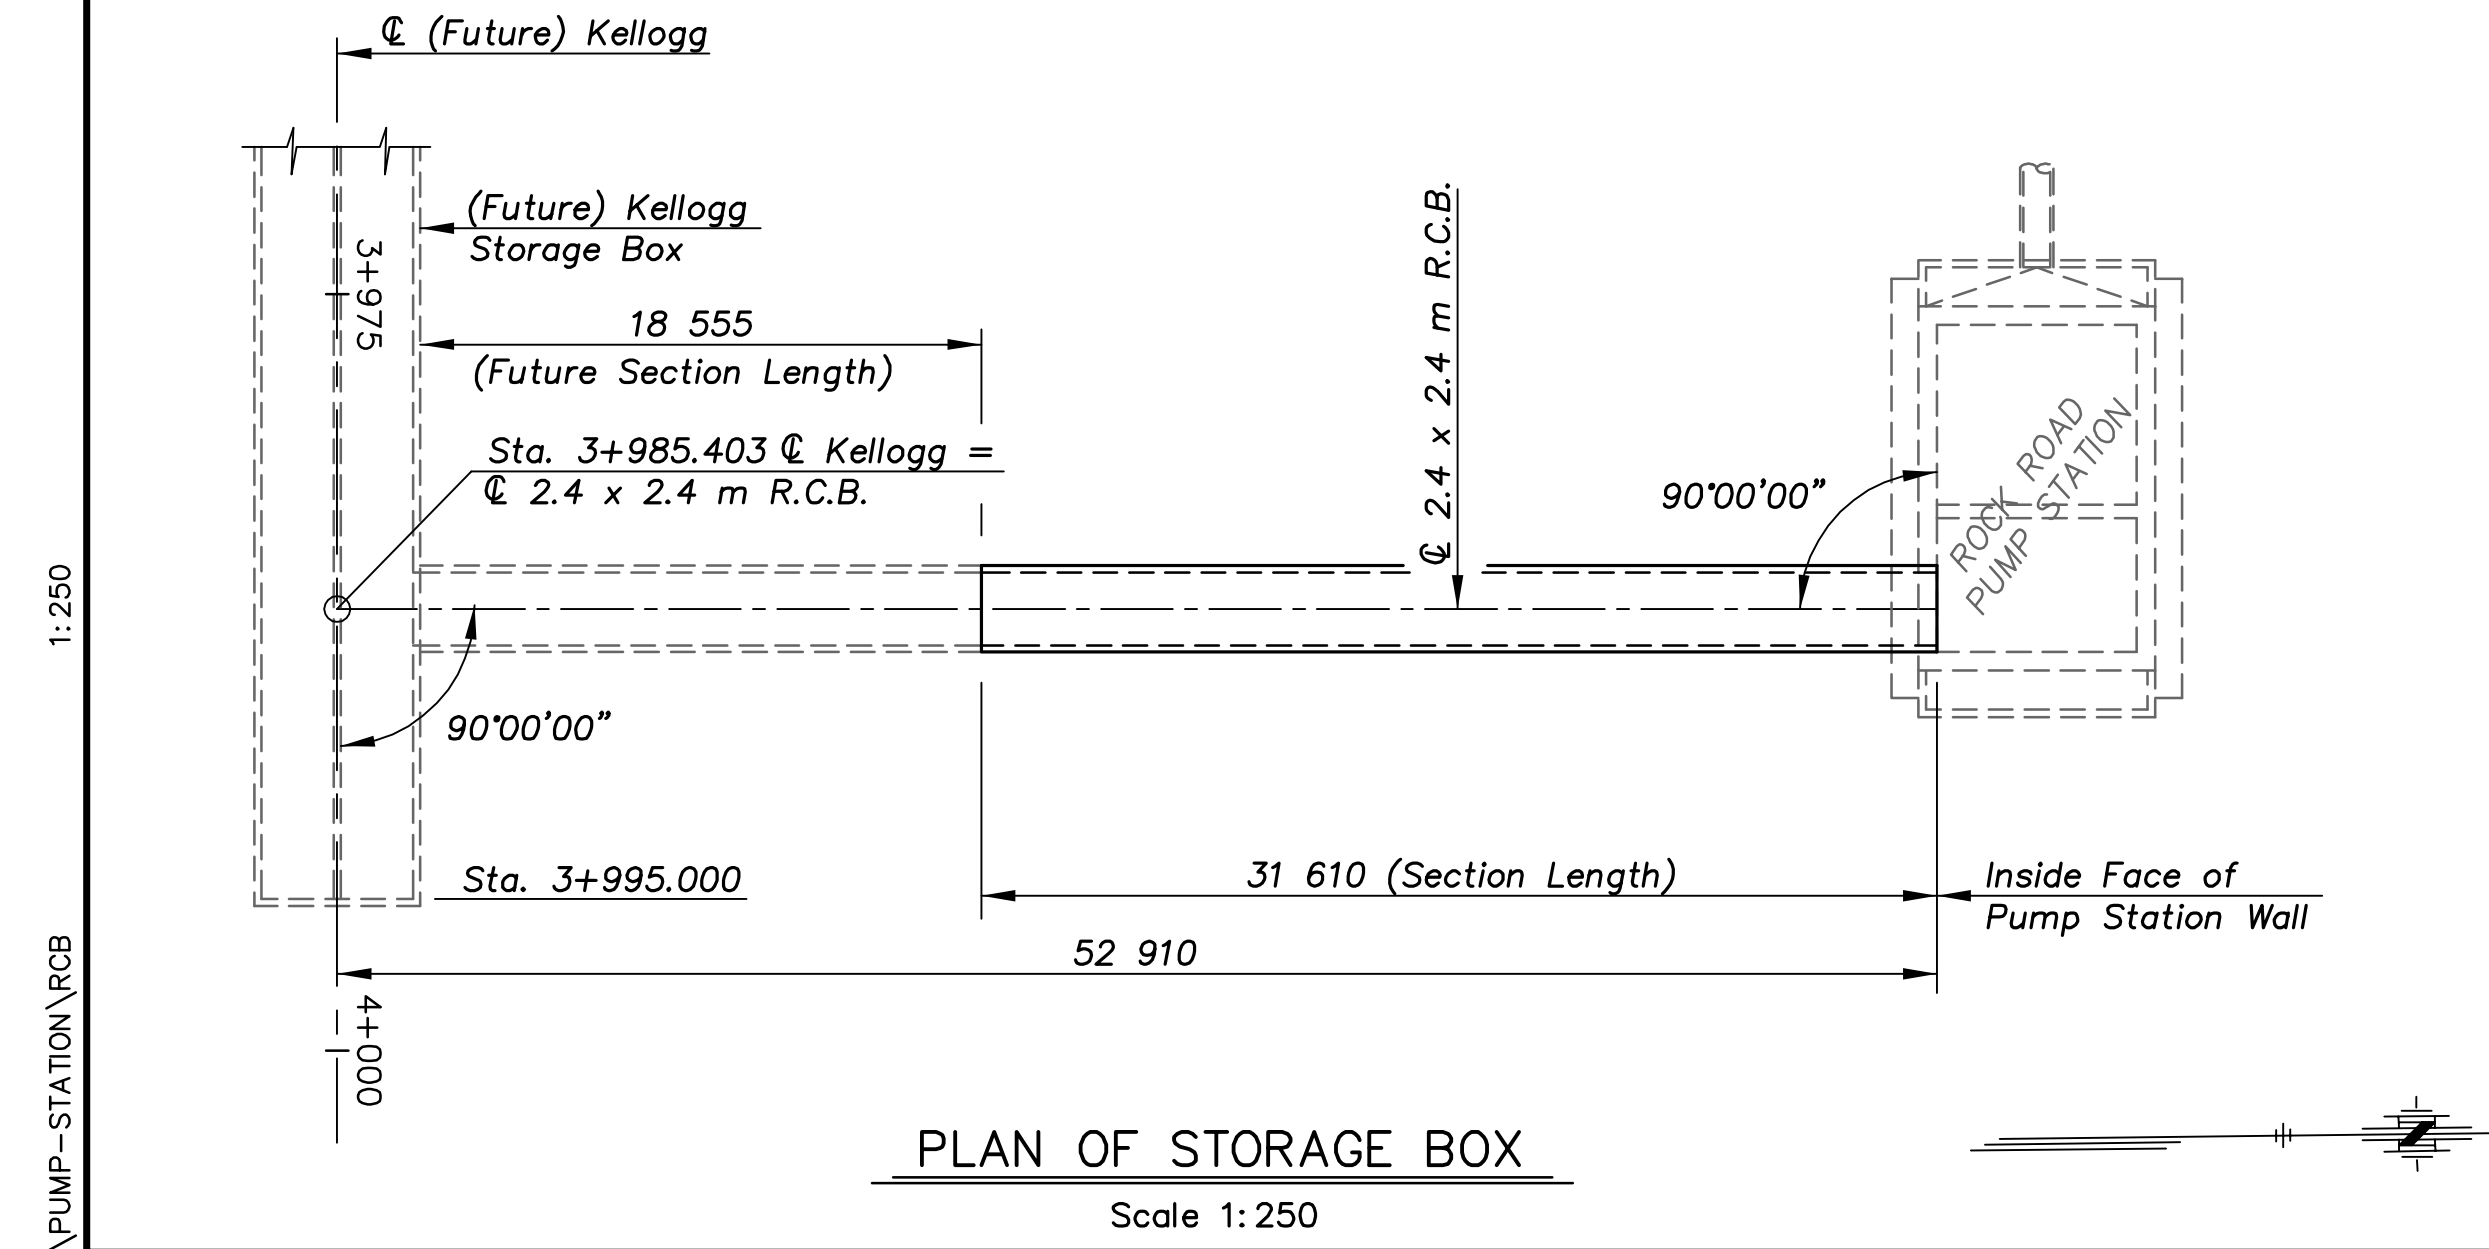 ℄ (Future) Kellogg
(Future) Kellogg
Storage Box
3+975
18 555
(Future Section Length)
Sta. 3+985.403 ℄ Kellogg =
℄ 2.4 x 2.4 m R.C.B.
℄ 2.4 x 2.4 m R.C.B.
90°00'00"
ROCK ROAD
PUMP STATION
90°00'00"
Sta. 3+995.000
31 610 (Section Length)
Inside Face of
Pump Station Wall
52 910
4+000
PLAN OF STORAGE BOX
Scale 1:250
Z
1:250
\PUMP-STATION\RCB